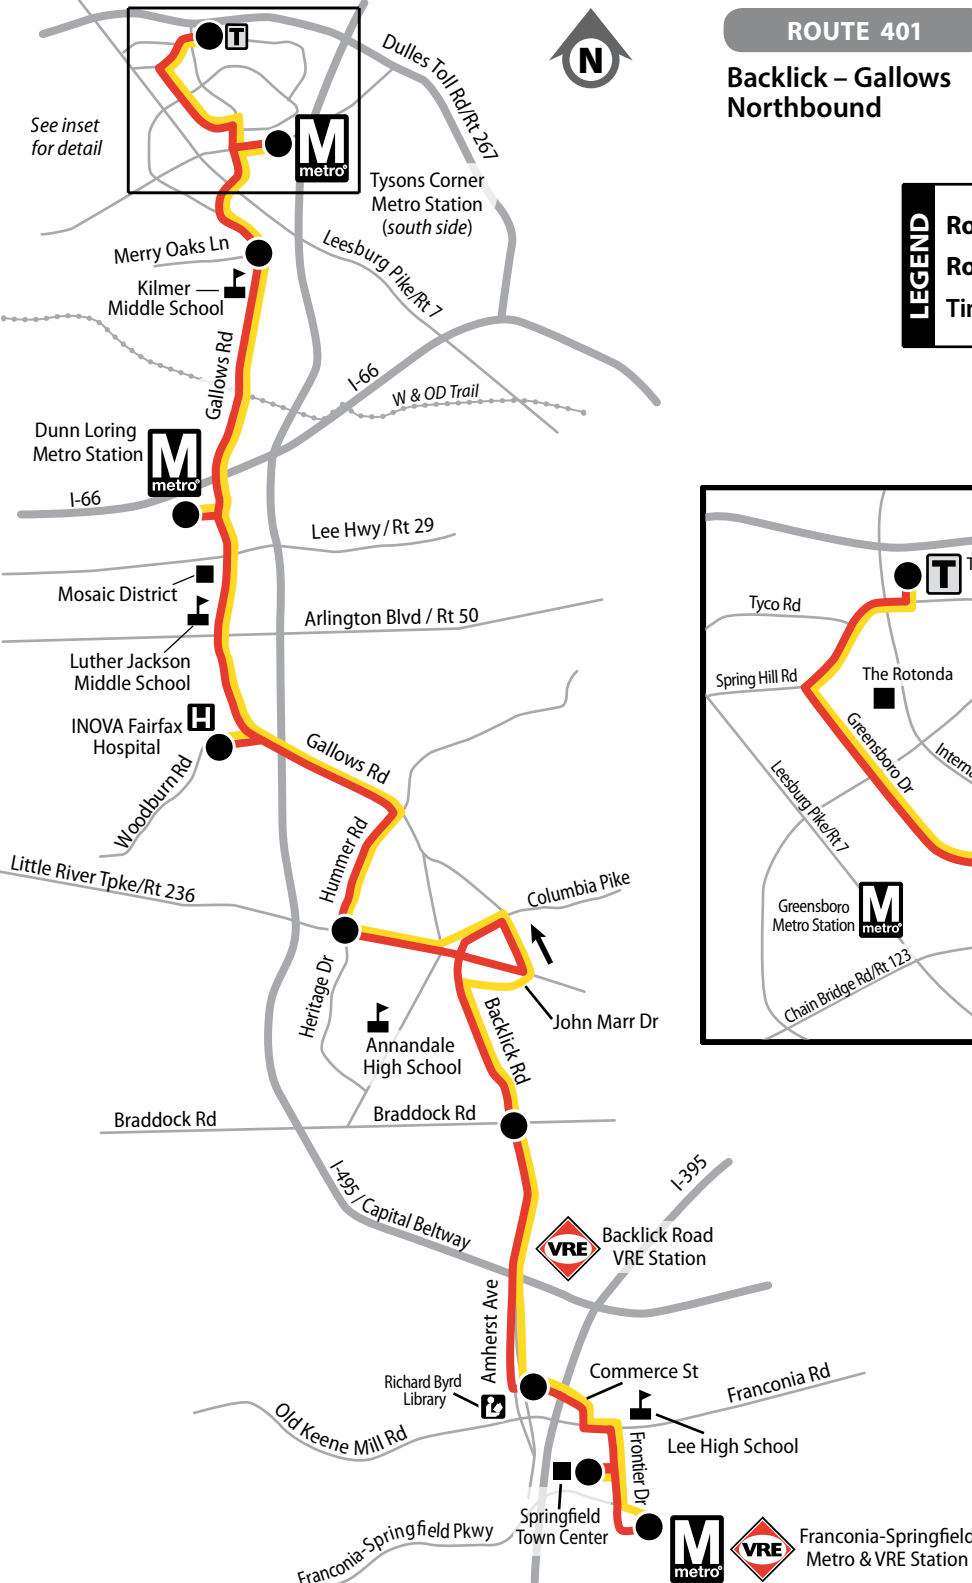 ROUTE 401
Backlick – Gallows
Northbound
N
T
See inset
for detail
M
metro
Dulles Toll Rd/Rt 267
Tysons Corner
Metro Station
(south side)
LEGEND
Ro
Ro
Tin
Merry Oaks Ln
Leesburg Pike/Rt 7
Kilmer
Middle School
Gallows Rd
I-66
W & OD Trail
Dunn Loring
Metro Station
M
metro
I-66
Lee Hwy / Rt 29
Mosaic District
Arlington Blvd / Rt 50
Luther Jackson
Middle School
INOVA Fairfax
Hospital
H
Gallows Rd
Woodburn Rd
Hummer Rd
Little River Tpke/Rt 236
Columbia Pike
Heritage Dr
John Marr Dr
Annandale
High School
Backlick Rd
Braddock Rd
Braddock Rd
I-495 / Capital Beltway
I-395
VRE
Backlick Road
VRE Station
Amherst Ave
Richard Byrd
Library
Commerce St
Franconia Rd
Old Keene Mill Rd
Lee High School
Frontier Dr
Springfield
Town Center
Franconia-Springfield Pkwy
M
metro
VRE
Franconia-Springfield
Metro & VRE Station
T
Tyco Rd
Spring Hill Rd
The Rotonda
Greensboro Dr
Interna
Leesburg Pike/Rt 7
Greensboro
Metro Station
M
metro
Chain Bridge Rd/Rt 123